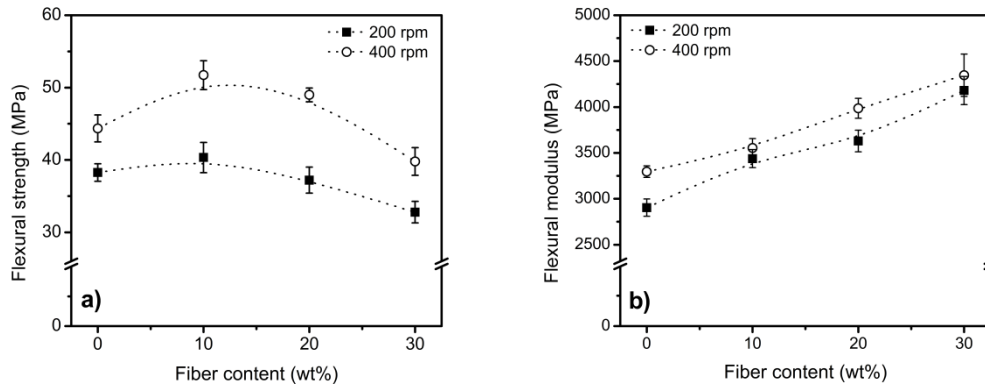 60
50
40
30
0
Flexural strength (MPa)
200 rpm
400 rpm
a)
0 10 20 30
Fiber content (wt%)
5000
4500
4000
3500
3000
2500
0
Flexural modulus (MPa)
200 rpm
400 rpm
b)
0 10 20 30
Fiber content (wt%)